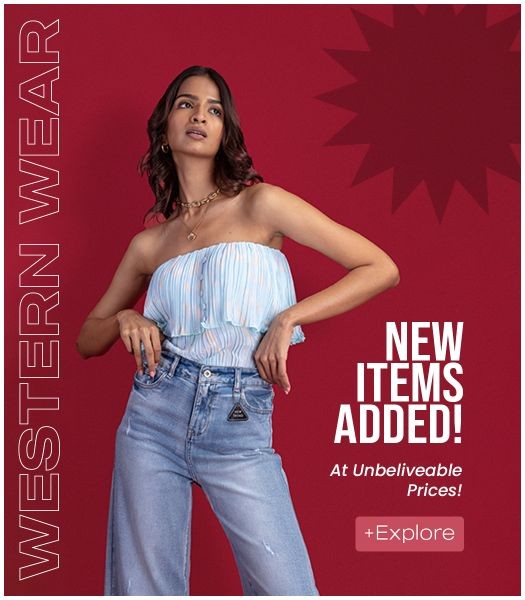 WESTERN WEAR
NEW
ITEMS
ADDED!
At Unbeliveable
Prices!
+Explore